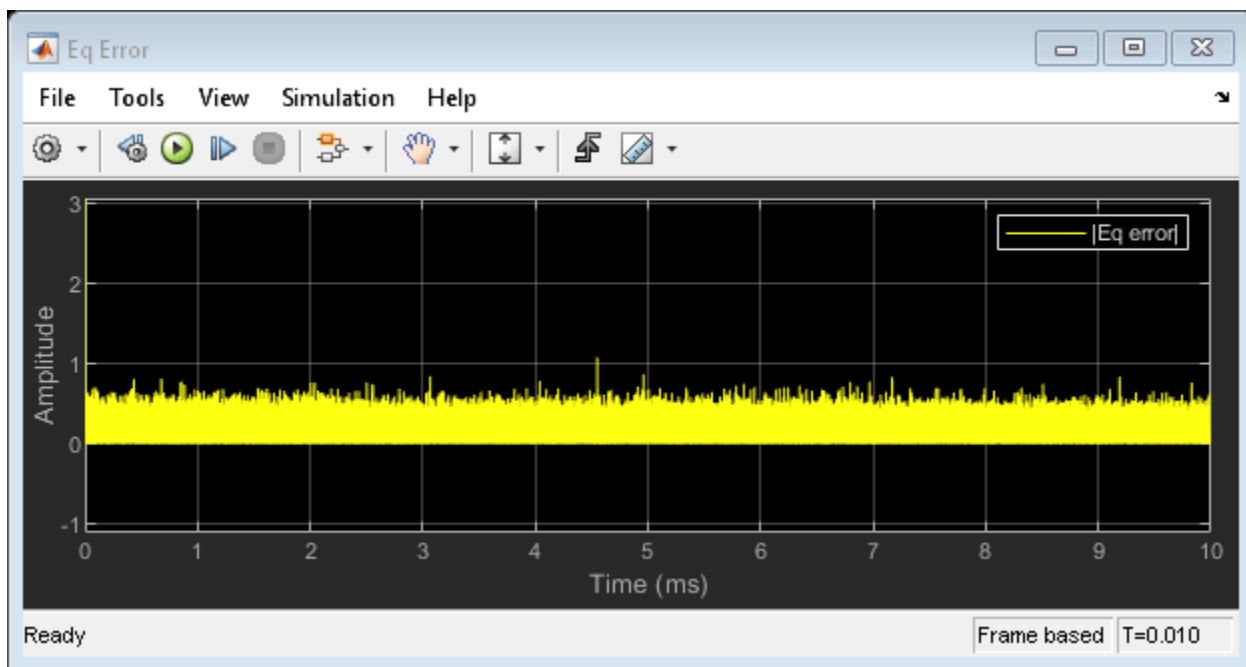 Eq Error
File Tools View Simulation Help
3
2
1
0
-1
Amplitude
|Eq error|
0 1 2 3 4 5 6 7 8 9 10
Time (ms)
Ready Frame based T=0.010